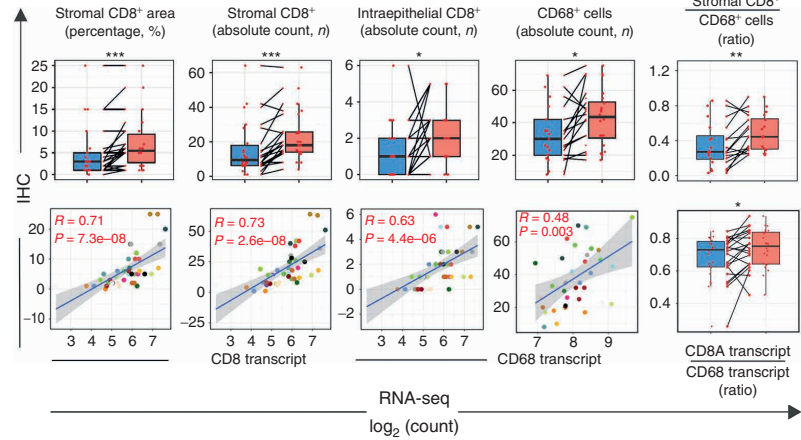 Stromal CD8⁺ area
(percentage, %)
Stromal CD8⁺
(absolute count, n)
Intraepithelial CD8⁺
(absolute count, n)
CD68⁺ cells
(absolute count, n)
Stromal CD8⁺
CD68⁺ cells
(ratio)
***
***
*
*
**
25
20
15
10
5
0
60
40
20
0
6
4
2
0
80
60
40
20
1.2
0.8
0.4
0.0
IHC
R = 0.71
P = 7.3e–08
R = 0.73
P = 2.6e–08
R = 0.63
P = 4.4e–06
R = 0.48
P = 0.003
*
20
10
0
−10
50
25
0
−25
6
4
2
0
−2
60
40
20
0.8
0.6
0.4
3 4 5 6 7
3 4 5 6 7
3 4 5 6 7
7 8 9
CD8 transcript
CD68 transcript
CD8A transcript
CD68 transcript
(ratio)
RNA-seq
log₂ (count)